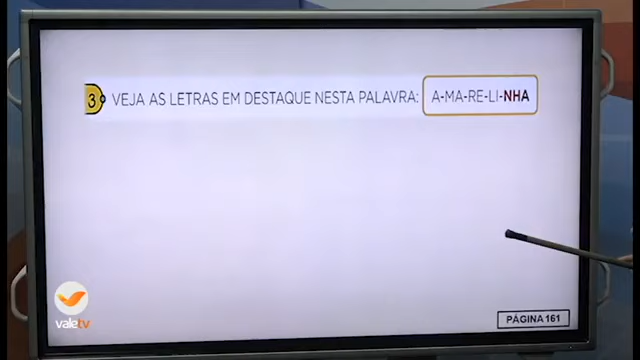 3 VEJA AS LETRAS EM DESTAQUE NESTA PALAVRA: A-MA-RE-LI-NHA
valetv
PÁGINA 161